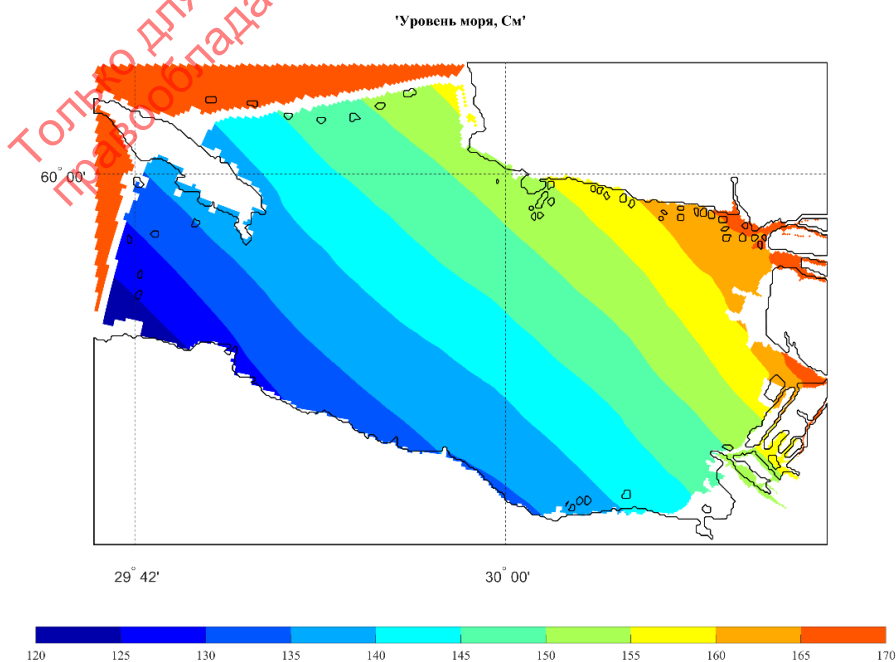 'Уровень моря, См'
Только для
правооблада
60° 00'
29° 42'
30° 00'
120 125 130 135 140 145 150 155 160 165 170